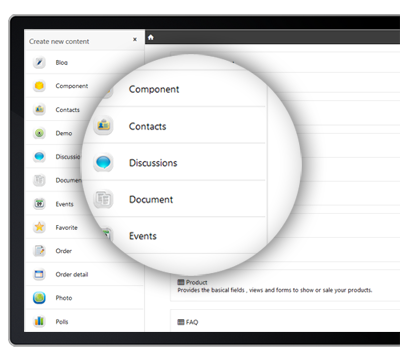 Create new content
×
Blog
Component
Contacts
Demo
Discussio
Documen
Events
Favorite
Order
Order detail
Photo
Polls
Component
Contacts
Discussions
Document
Events
Product
Provides the basical fields , views and forms to show or sale your products.
FAQ